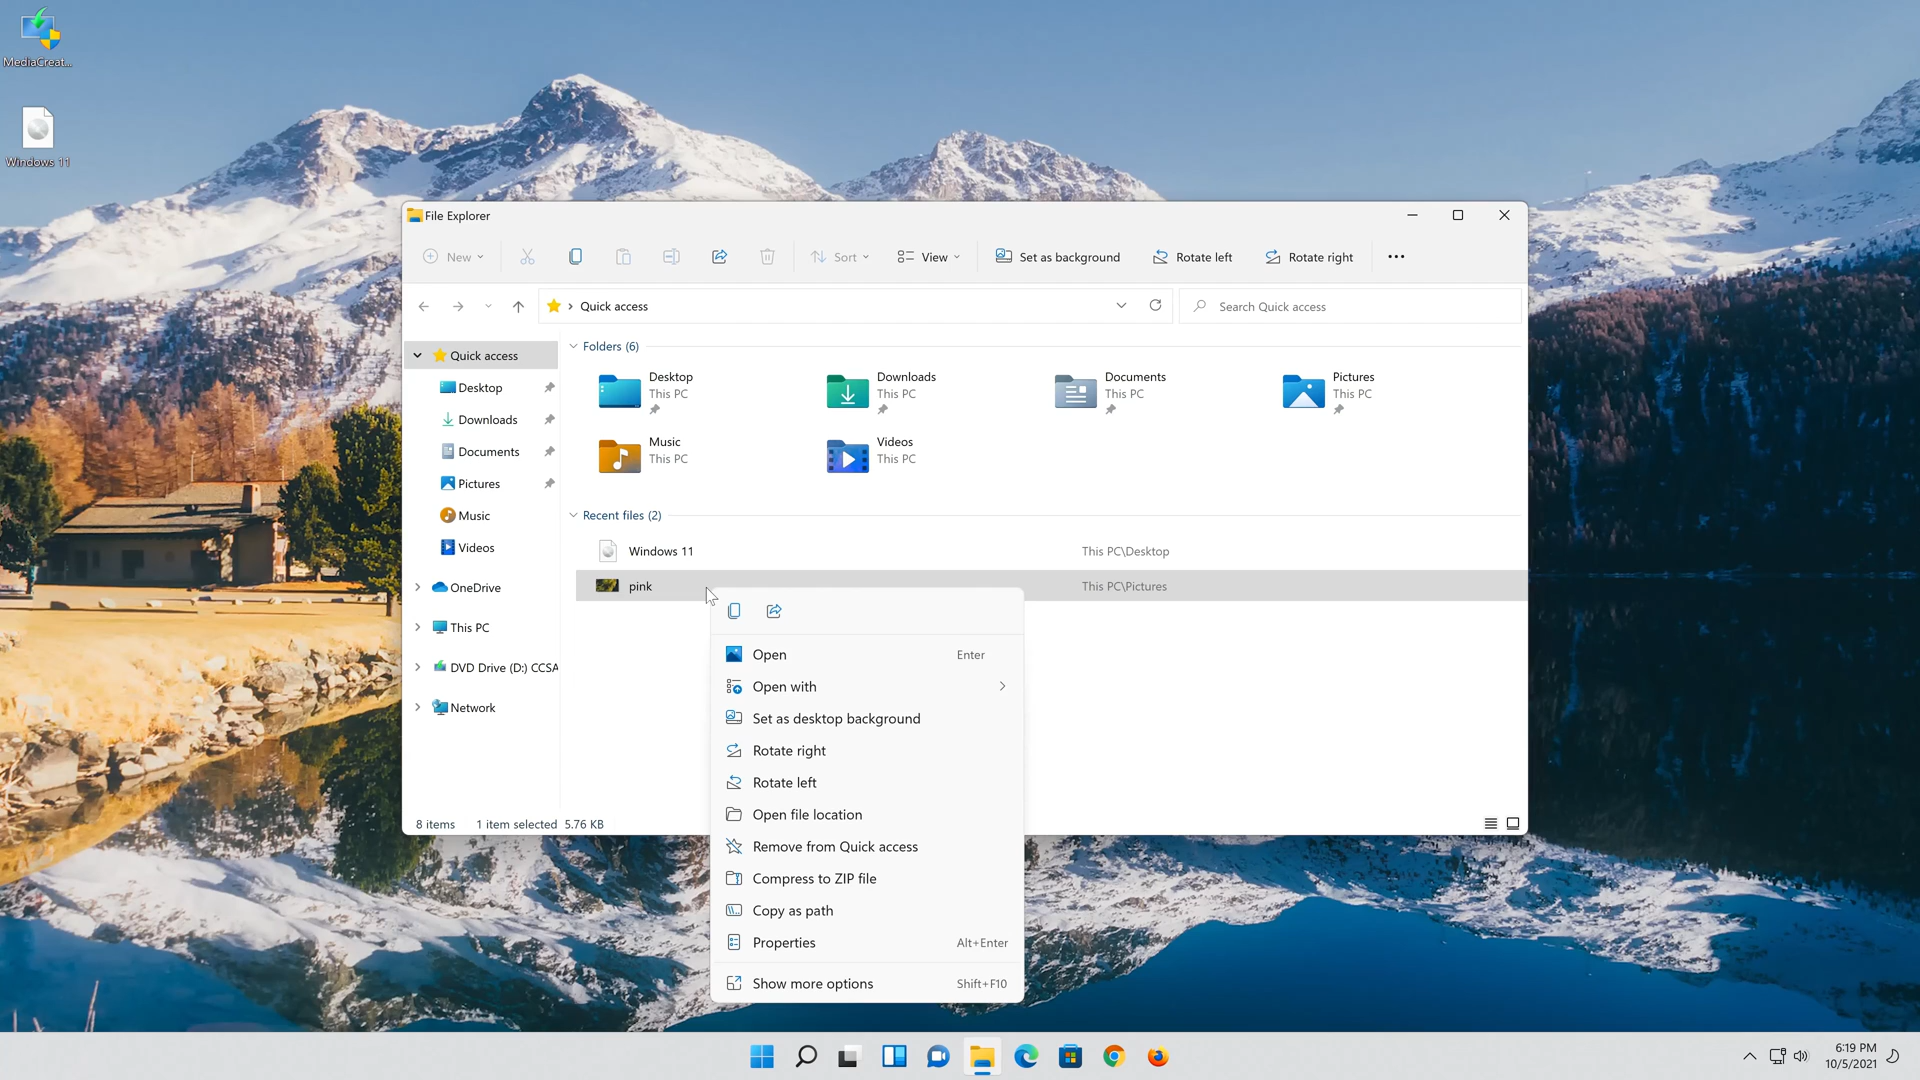 MediaCreat...
Windows 11
File Explorer
New
Sort
View
Set as background
Rotate left
Rotate right
Quick access
Search Quick access
Quick access
Desktop
Downloads
Documents
Pictures
Music
Videos
OneDrive
This PC
DVD Drive (D:) CCSA
Network
Folders (6)
Desktop
This PC
Downloads
This PC
Documents
This PC
Pictures
This PC
Music
This PC
Videos
This PC
Recent files (2)
Windows 11 This PC\Desktop
pink This PC\Pictures
Open Enter
Open with
Set as desktop background
Rotate right
Rotate left
Open file location
Remove from Quick access
Compress to ZIP file
Copy as path
Properties Alt+Enter
Show more options Shift+F10
8 items 1 item selected 5.76 KB
6:19 PM
10/5/2021